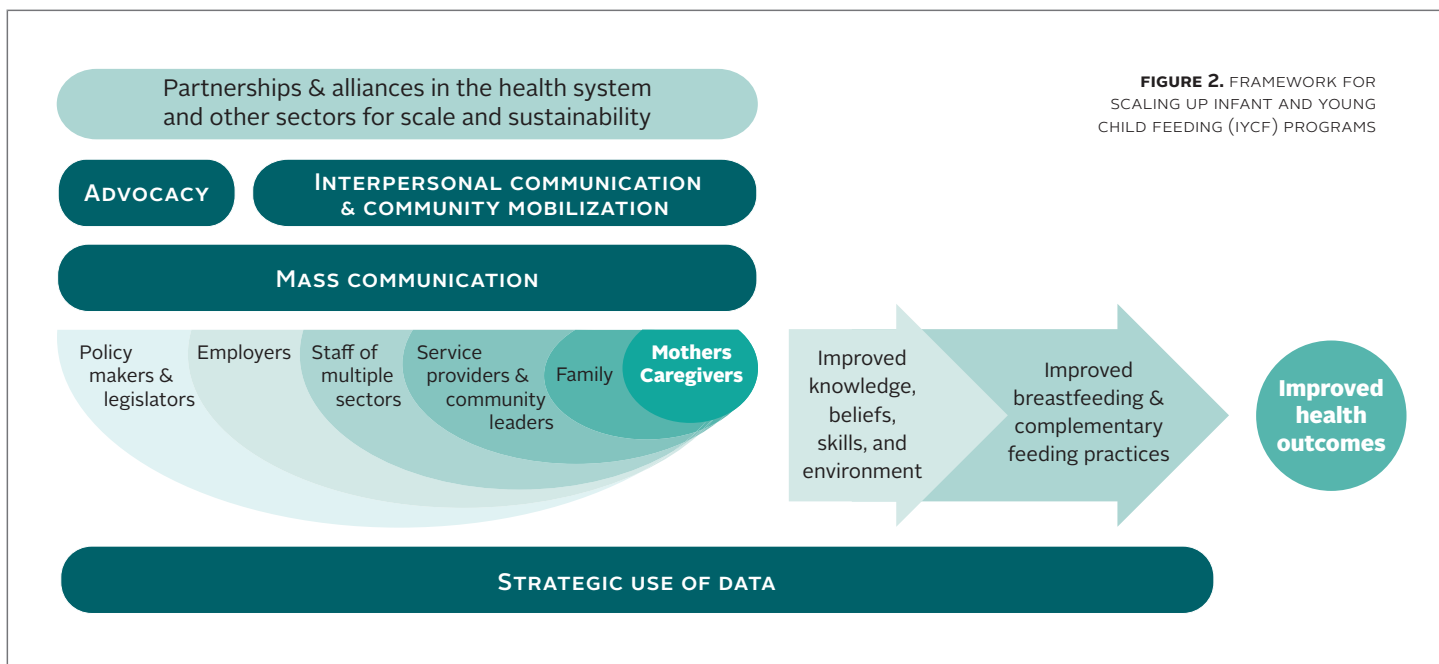 Partnerships & alliances in the health system
and other sectors for scale and sustainability
FIGURE 2. FRAMEWORK FOR
SCALING UP INFANT AND YOUNG
CHILD FEEDING (IYCF) PROGRAMS
ADVOCACY
INTERPERSONAL COMMUNICATION
& COMMUNITY MOBILIZATION
MASS COMMUNICATION
Policy
makers &
legislators
Employers
Staff of
multiple
sectors
Service
providers &
community
leaders
Family
Mothers
Caregivers
Improved
knowledge,
beliefs,
skills, and
environment
Improved
breastfeeding &
complementary
feeding practices
Improved
health
outcomes
STRATEGIC USE OF DATA